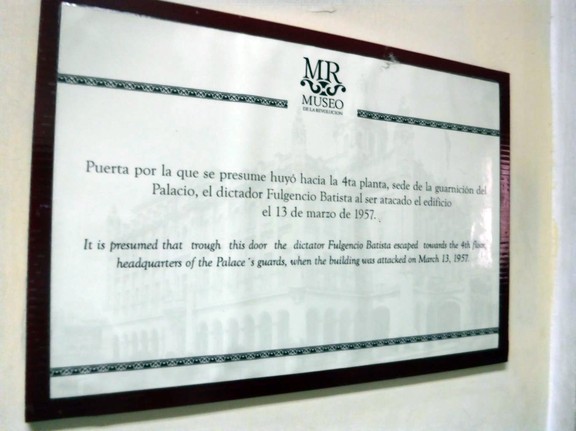 MR
MUSEO
DE LA REVOLUCION
Puerta por la que se presume huyó hacia la 4ta planta, sede de la guarnición del
Palacio, el dictador Fulgencio Batista al ser atacado el edificio
el 13 de marzo de 1957.
It is presumed that trough this door the dictator Fulgencio Batista escaped towards the 4th floor,
headquarters of the Palace´s guards, when the building was attacked on March 13, 1957.